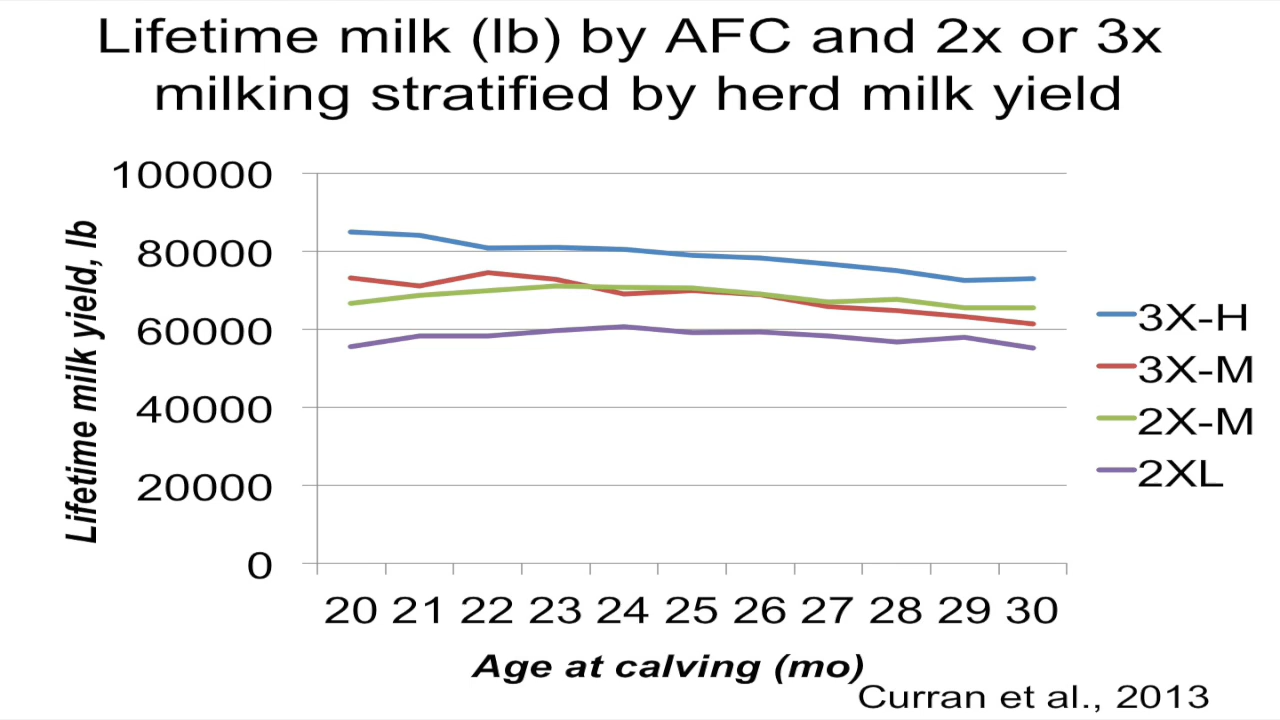 Lifetime milk (lb) by AFC and 2x or 3x
milking stratified by herd milk yield
100000
80000
60000
40000
20000
0
Lifetime milk yield, lb
20 21 22 23 24 25 26 27 28 29 30
Age at calving (mo)
3X-H
3X-M
2X-M
2XL
Curran et al., 2013